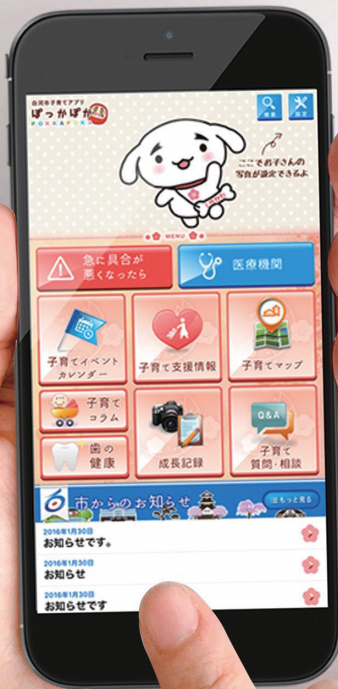 白河市子育てアプリ
ぽっかぽか
POKKAPOKA
検索
設定
で お子さんの
写真が設定できるよ
MENU
急に具合が
悪くなったら
医療機関
子育てイベント
カレンダー
子育て支援情報
子育てマップ
子育て
コラム
歯の
健康
成長記録
Q&A
子育て
質問・相談
市からのお知らせ
もっと見る
2016年1月30日
お知らせです。
2016年1月30日
お知らせ
2016年1月30日
お知らせです